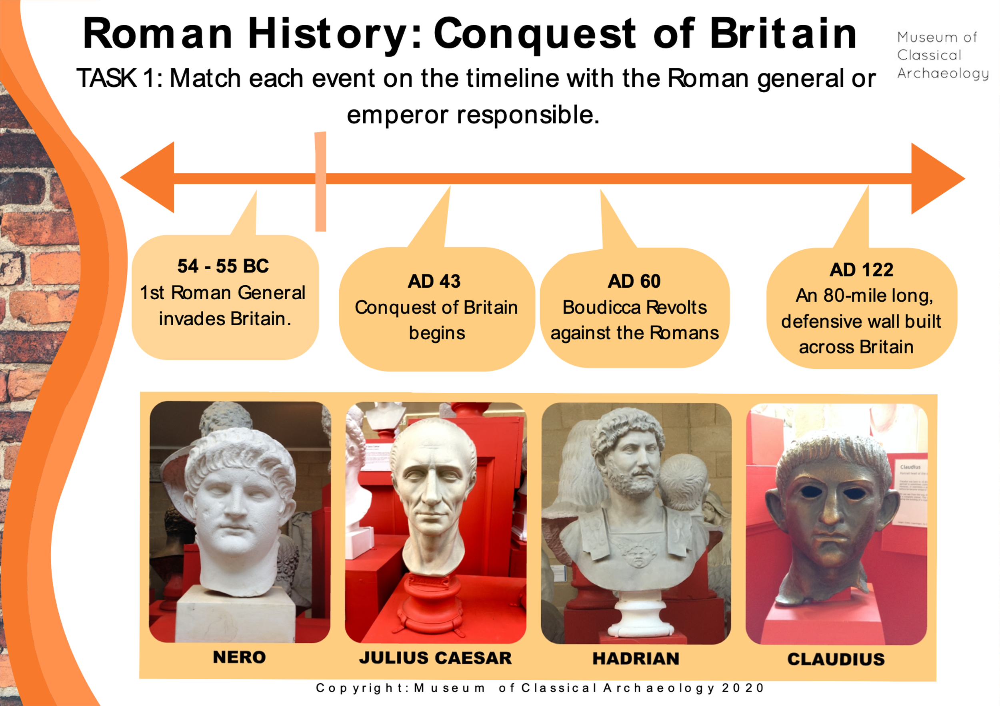 Roman History: Conquest of Britain
Museum of
Classical
Archaeology
TASK 1: Match each event on the timeline with the Roman general or
emperor responsible.
54 - 55 BC
1st Roman General
invades Britain.
AD 43
Conquest of Britain
begins
AD 60
Boudicca Revolts
against the Romans
AD 122
An 80-mile long,
defensive wall built
across Britain
Claudius
NERO
JULIUS CAESAR
HADRIAN
CLAUDIUS
Copyright: Museum of Classical Archaeology 2020